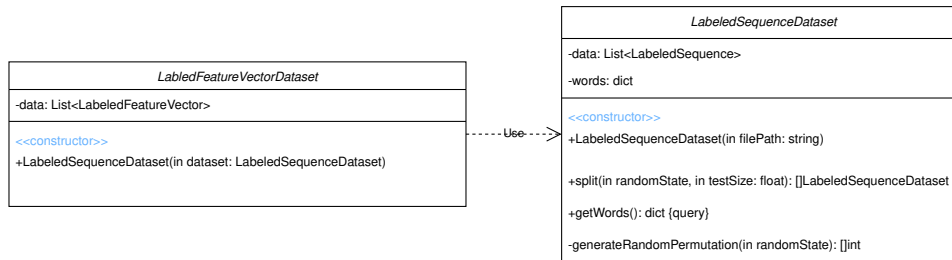 LabledFeatureVectorDataset
-data: List<LabeledFeatureVector>
<<constructor>>
+LabeledSequenceDataset(in dataset: LabeledSequenceDataset)
Use
LabeledSequenceDataset
-data: List<LabeledSequence>
-words: dict
<<constructor>>
+LabeledSequenceDataset(in filePath: string)
+split(in randomState, in testSize: float): []LabeledSequenceDataset
+getWords(): dict {query}
-generateRandomPermutation(in randomState): []int